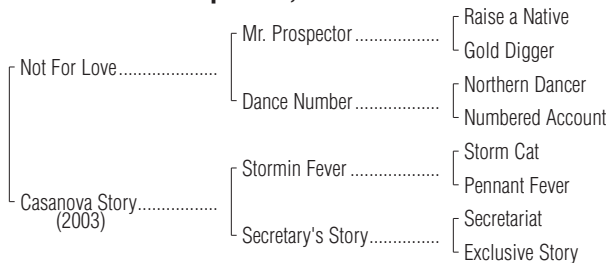 Raise a Native
Mr. Prospector..................
Gold Digger
Not For Love.....................
Northern Dancer
Dance Number..................
Numbered Account
Storm Cat
Stormin Fever...................
Pennant Fever
Casanova Story.................
(2003)
Secretariat
Secretary's Story...............
Exclusive Story